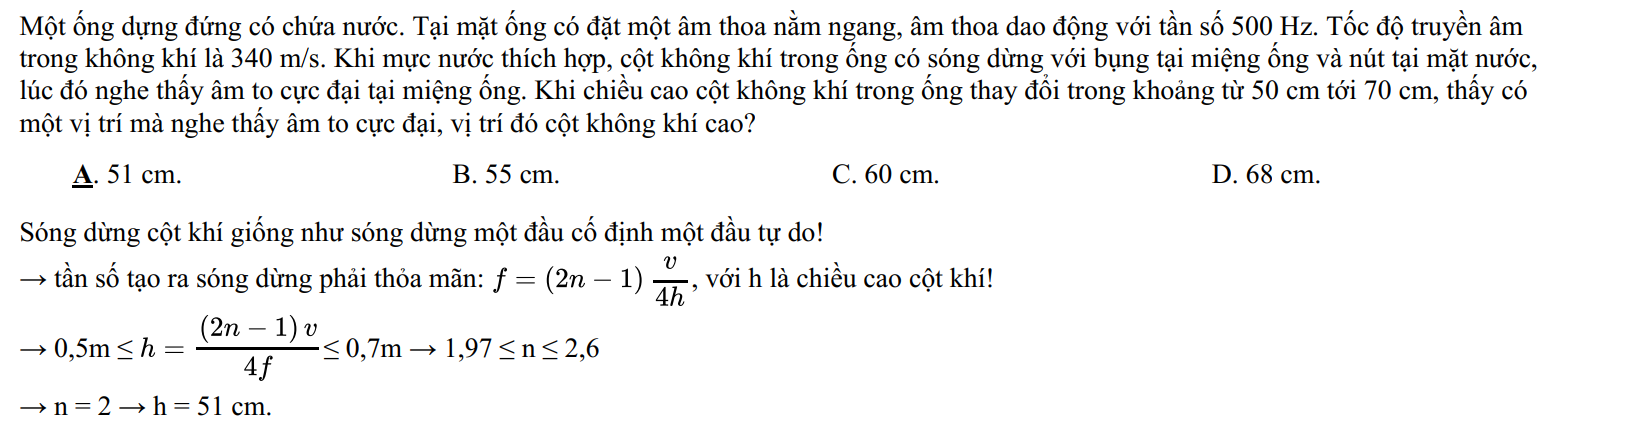 Một ống dựng đứng có chứa nước. Tại mặt ống có đặt một âm thoa nằm ngang, âm thoa dao động với tần số 500 Hz. Tốc độ truyền âm
trong không khí là 340 m/s. Khi mực nước thích hợp, cột không khí trong ống có sóng dừng với bụng tại miệng ống và nút tại mặt nước,
lúc đó nghe thấy âm to cực đại tại miệng ống. Khi chiều cao cột không khí trong ống thay đổi trong khoảng từ 50 cm tới 70 cm, thấy có
một vị trí mà nghe thấy âm to cực đại, vị trí đó cột không khí cao?
A. 51 cm. B. 55 cm. C. 60 cm. D. 68 cm.
Sóng dừng cột khí giống như sóng dừng một đầu cố định một đầu tự do!
→ tần số tạo ra sóng dừng phải thỏa mãn: f = (2n − 1) v/4h, với h là chiều cao cột khí!
→ 0,5m ≤ h = (2n − 1) v/4f ≤ 0,7m → 1,97 ≤ n ≤ 2,6
→ n = 2 → h = 51 cm.